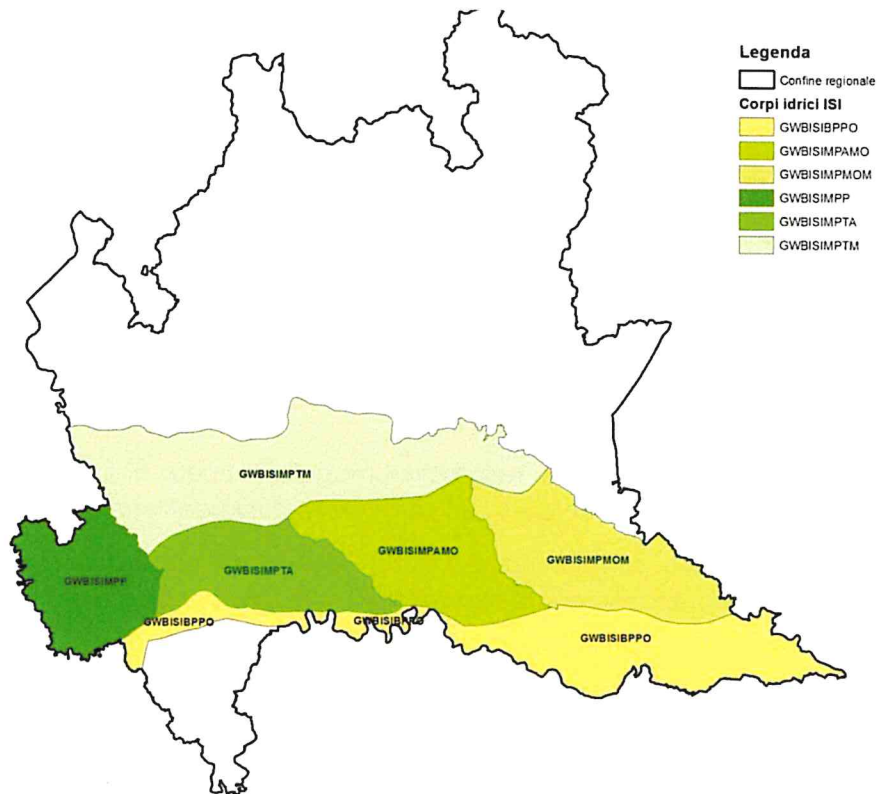 Legenda
Confine regionale
Corpi idrici ISI
GWBISIBPPO
GWBISIMPAMO
GWBISIMPMOM
GWBISIMPP
GWBISIMPTA
GWBISIMPTM
GWBISIMPTM
GWBISIMPAMO
GWBISIMPMOM
GWBISIMPTA
GWBISIMPP
GWBISIBPPO
GWBISIBPPO
GWBISIBPPO